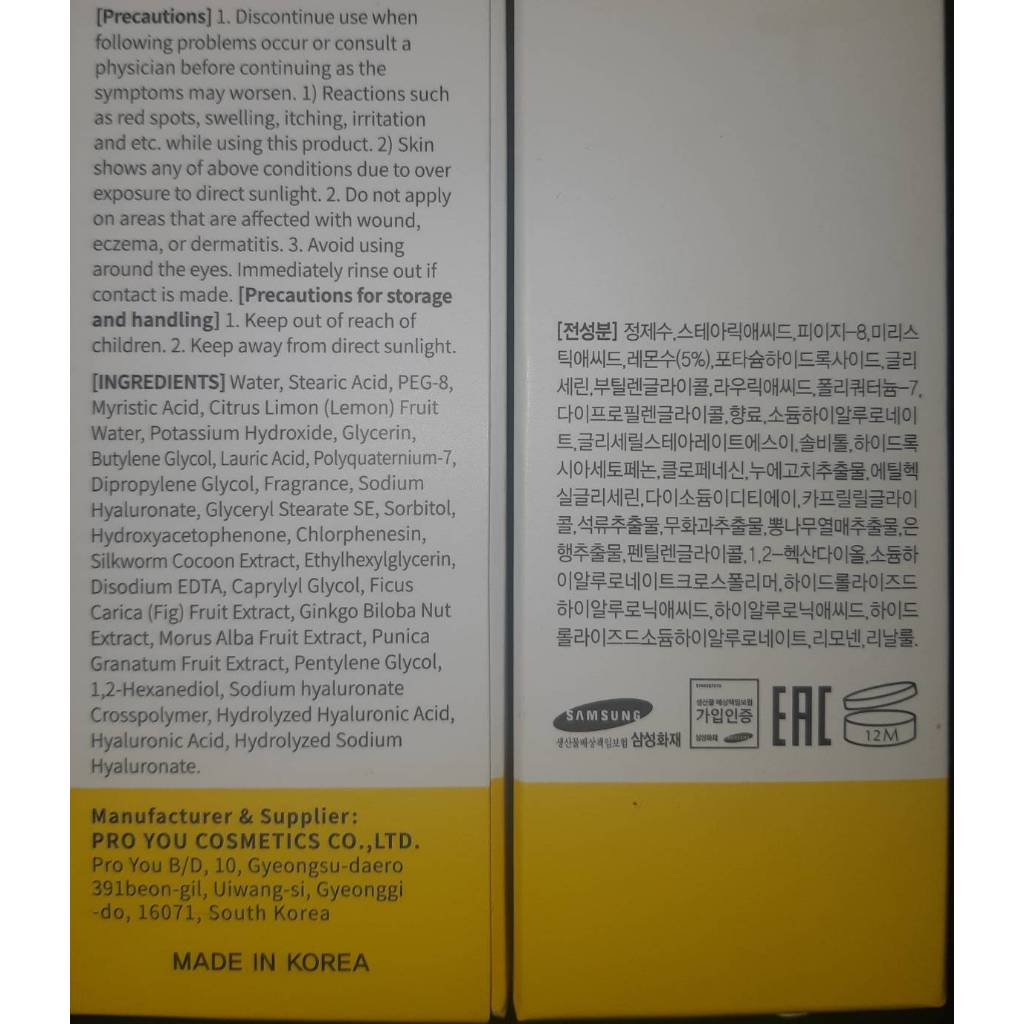 [Precautions] 1. Discontinue use when
following problems occur or consult a
physician before continuing as the
symptoms may worsen. 1) Reactions such
as red spots, swelling, itching, irritation
and etc. while using this product. 2) Skin
shows any of above conditions due to over
exposure to direct sunlight. 2. Do not apply
on areas that are affected with wound,
eczema, or dermatitis. 3. Avoid using
around the eyes. Immediately rinse out if
contact is made. [Precautions for storage
and handling] 1. Keep out of reach of
children. 2. Keep away from direct sunlight.
[INGREDIENTS] Water, Stearic Acid, PEG-8,
Myristic Acid, Citrus Limon (Lemon) Fruit
Water, Potassium Hydroxide, Glycerin,
Butylene Glycol, Lauric Acid, Polyquaternium-7,
Dipropylene Glycol, Fragrance, Sodium
Hyaluronate, Glyceryl Stearate SE, Sorbitol,
Hydroxyacetophenone, Chlorphenesin,
Silkworm Cocoon Extract, Ethylhexylglycerin,
Disodium EDTA, Caprylyl Glycol, Ficus
Carica (Fig) Fruit Extract, Ginkgo Biloba Nut
Extract, Morus Alba Fruit Extract, Punica
Granatum Fruit Extract, Pentylene Glycol,
1,2-Hexanediol, Sodium hyaluronate
Crosspolymer, Hydrolyzed Hyaluronic Acid,
Hyaluronic Acid, Hydrolyzed Sodium
Hyaluronate.
Manufacturer & Supplier:
PRO YOU COSMETICS CO.,LTD.
Pro You B/D, 10, Gyeongsu-daero
391beon-gil, Uiwang-si, Gyeonggi
-do, 16071, South Korea
MADE IN KOREA
[전성분] 정제수,스테아릭애씨드,피이지-8,미리스
틱애씨드,레몬수(5%),포타슘하이드록사이드,글리
세린,부틸렌글라이콜,라우릭애씨드,폴리쿼터늄-7,
다이프로필렌글라이콜,향료,소듐하이알루로네이
트,글리세릴스테아레이트에스이,솔비톨,하이드록
시아세토페논,클로페네신,누에고치추출물,에틸헥
실글리세린,다이소듐이디티에이,카프릴릴글라이
콜,석류추출물,무화과추출물,뽕나무열매추출물,은
행추출물,펜틸렌글라이콜,1,2-헥산다이올,소듐하
이알루로네이트크로스폴리머,하이드롤라이즈드
하이알루로닉애씨드,하이알루로닉애씨드,하이드
롤라이즈드소듐하이알루로네이트,리모넨,리날룰.
SAMSUNG
생산물배상책임보험 삼성화재
생산물 배상책임보험
가입인증
삼성화재
EAC
12M